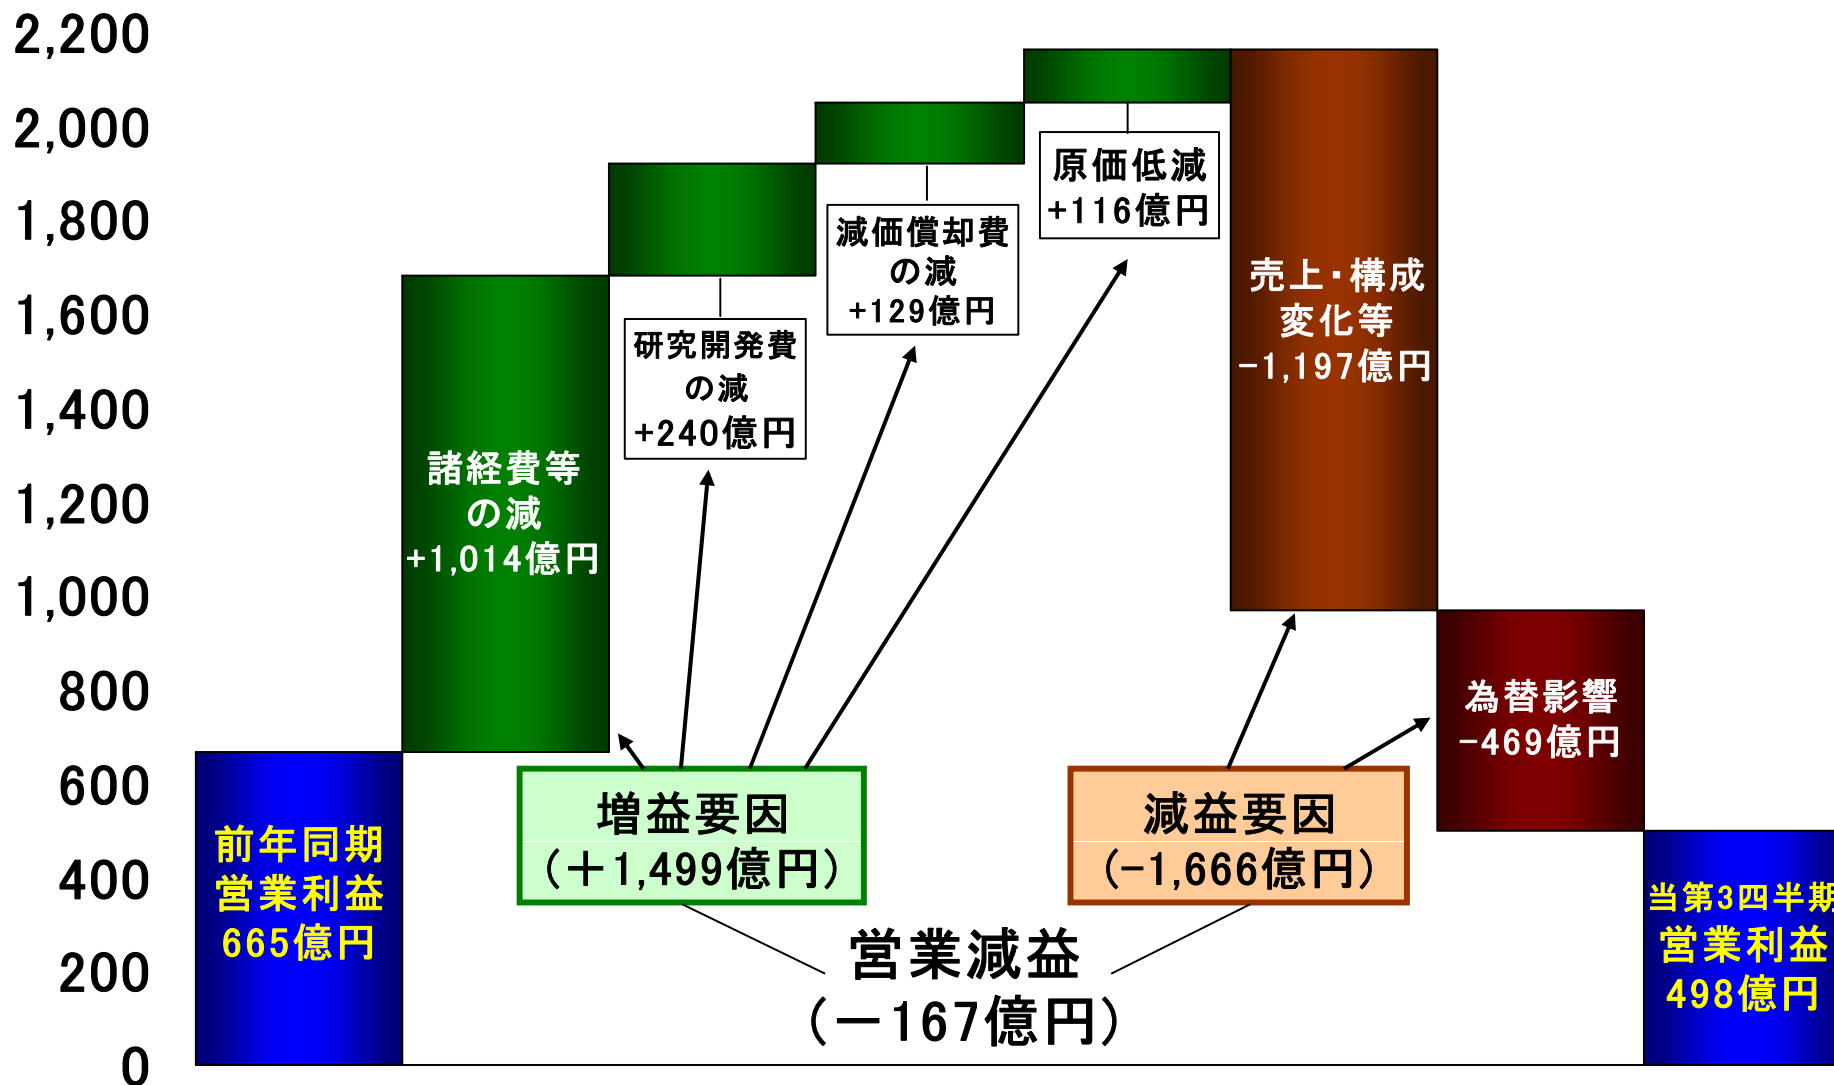 2,200
2,000
1,800
1,600
1,400
1,200
1,000
800
600
400
200
0
前年同期
営業利益
665億円
諸経費等
の減
+1,014億円
研究開発費
の減
+240億円
減価償却費
の減
+129億円
原価低減
+116億円
売上・構成
変化等
-1,197億円
為替影響
-469億円
当第3四半期
営業利益
498億円
増益要因
(+1,499億円)
減益要因
(-1,666億円)
営業減益
(-167億円)